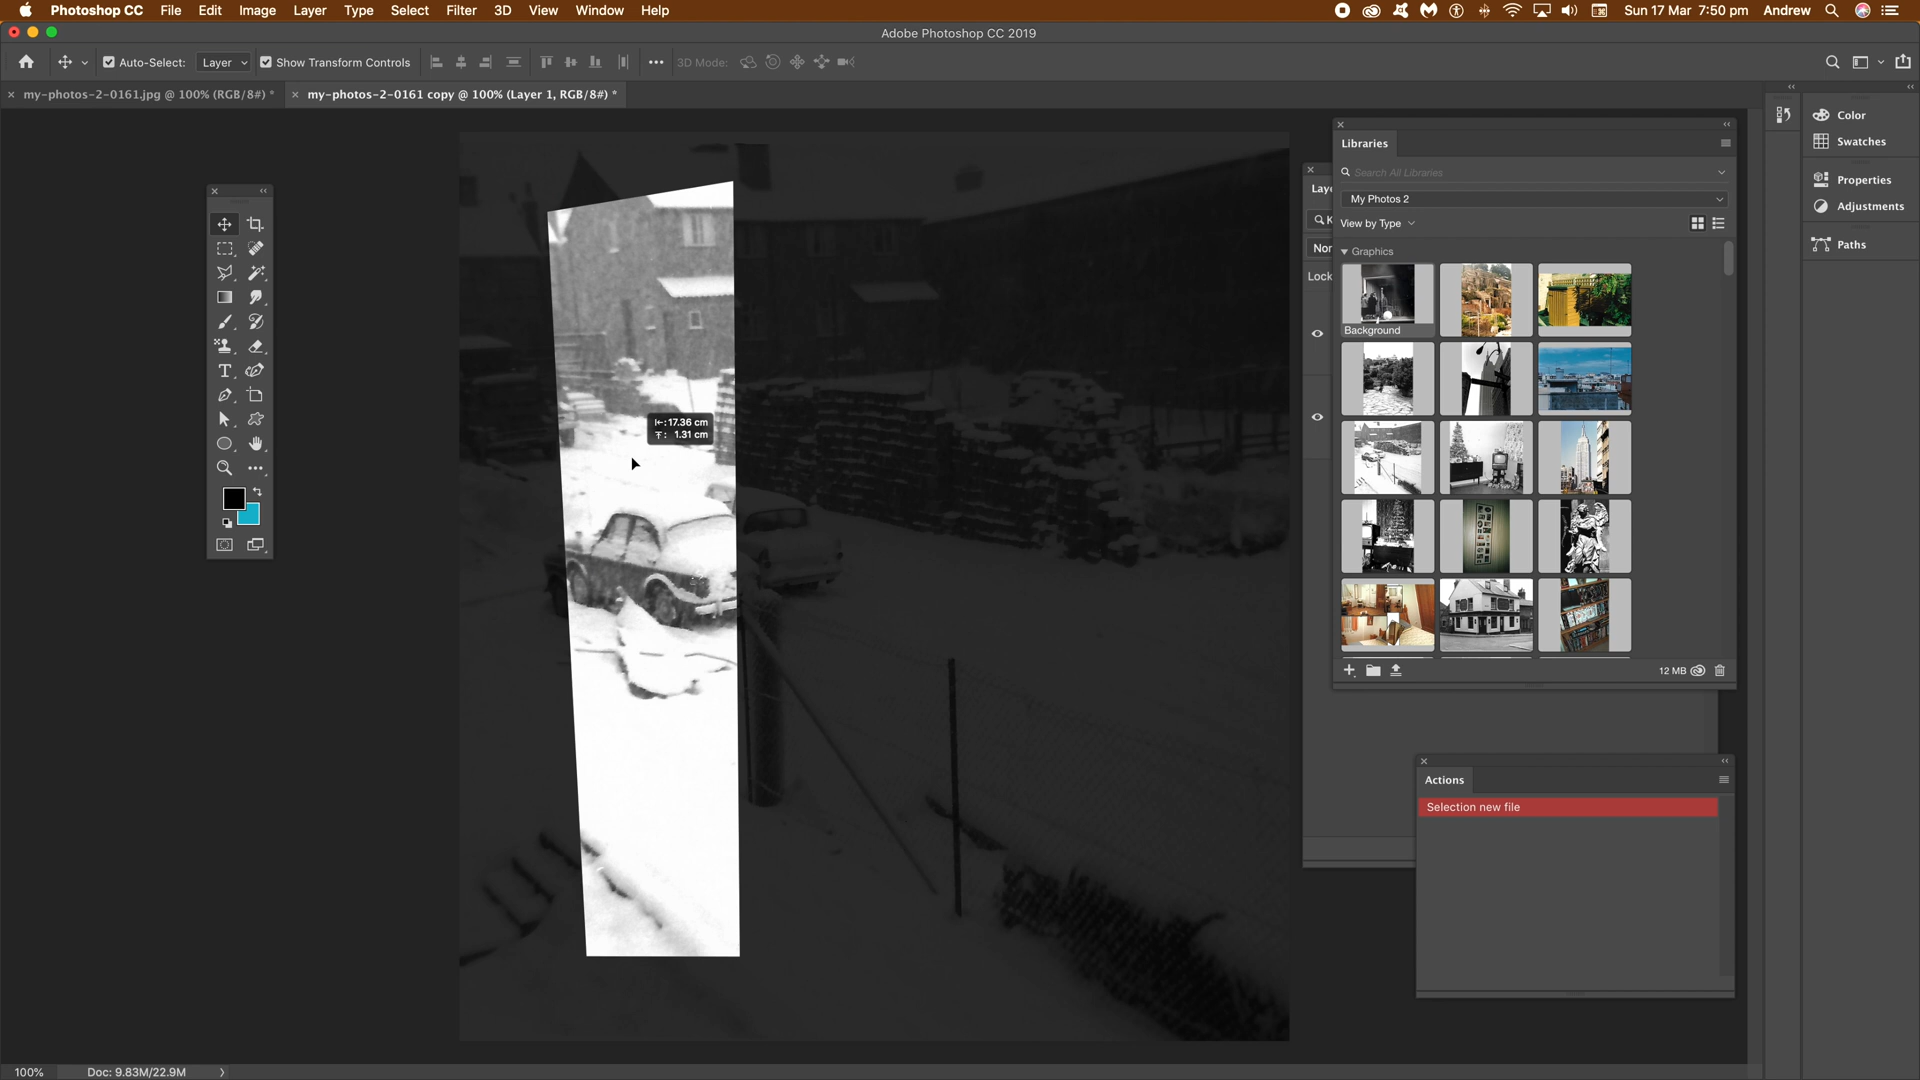 Photoshop CC File Edit Image Layer Type Select Filter 3D View Window Help
Sun 17 Mar 7:50 pm Andrew
Adobe Photoshop CC 2019
Auto-Select: Layer Show Transform Controls 3D Mode:
my-photos-2-0161.jpg @ 100% (RGB/8#) *
my-photos-2-0161 copy @ 100% (Layer 1, RGB/8#) *
17.36 cm
1.31 cm
Laye
K
Nor
Lock
Libraries
Search All Libraries
My Photos 2
View by Type
Graphics
Background
12 MB
Actions
Selection new file
Color
Swatches
Properties
Adjustments
Paths
100% Doc: 9.83M/22.9M